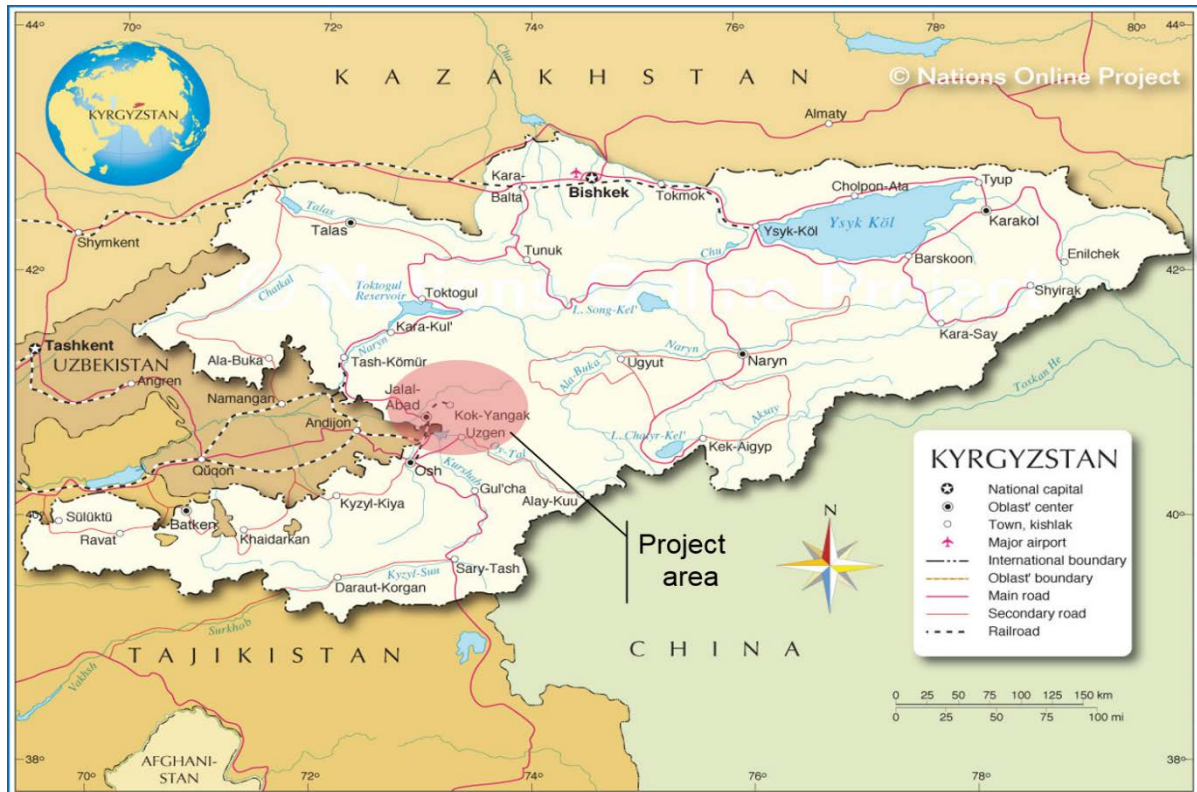 44°
70°
72°
74°
76°
78°
80°
44°
KYRGYZSTAN
KAZAKHSTAN
© Nations Online Project
Chui
Almaty
Kara-
Balta
Bishkek
Tokmok
Cholpon-Ata
Tyup
Talas
Talas
Ysyk-Köl
Ysyk Köl
Karakol
Shymkent
Tunuk
Chu
Barskoon
Enilchek
42°
42°
© Nations Online Project
Chatkal
Toktogul
Reservoir
Toktogul
L. Song-Kel'
Shyirak
Kara-Kul'
Kara-Say
Tashkent
UZBEKISTAN
Naryn
Ala-Buka
Tash-Kömür
Ala-Buka
Ugyut
Naryn
Naryn
Angren
Namangan
Jalal-
Abad
Kok-Yangak
Toxkan He
Andijon
Uzgen
Aksay
L. Chatyr-Kel'
Kek-Aigyp
Qŭqon
Osh
Kurshab
Oy-Tal
Gul'cha
Alay-Kuu
Kyzyl-Kiya
40°
40°
Sülüktü
Batken
Ravat
Khaidarkan
Project
area
N
Sary-Tash
Kyzyl-Suu
Daraut-Korgan
Surkhob
Vakhsh
TAJIKISTAN
CHINA
KYRGYZSTAN
National capital
Oblast' center
Town, kishlak
Major airport
International boundary
Oblast' boundary
Main road
Secondary road
Railroad
0 25 50 75 100 125 150 km
0 25 50 75 100 mi
AFGHANI-
STAN
38°
38°
70°
72°
74°
76°
78°